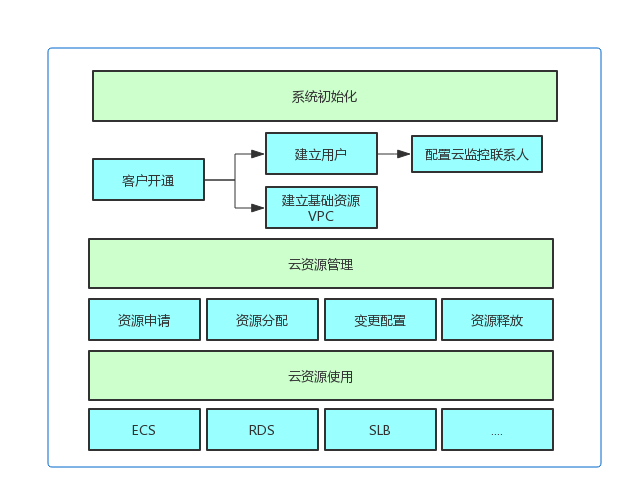 系统初始化
建立用户
配置云监控联系人
客户开通
建立基础资源
VPC
云资源管理
资源申请
资源分配
变更配置
资源释放
云资源使用
ECS
RDS
SLB
....